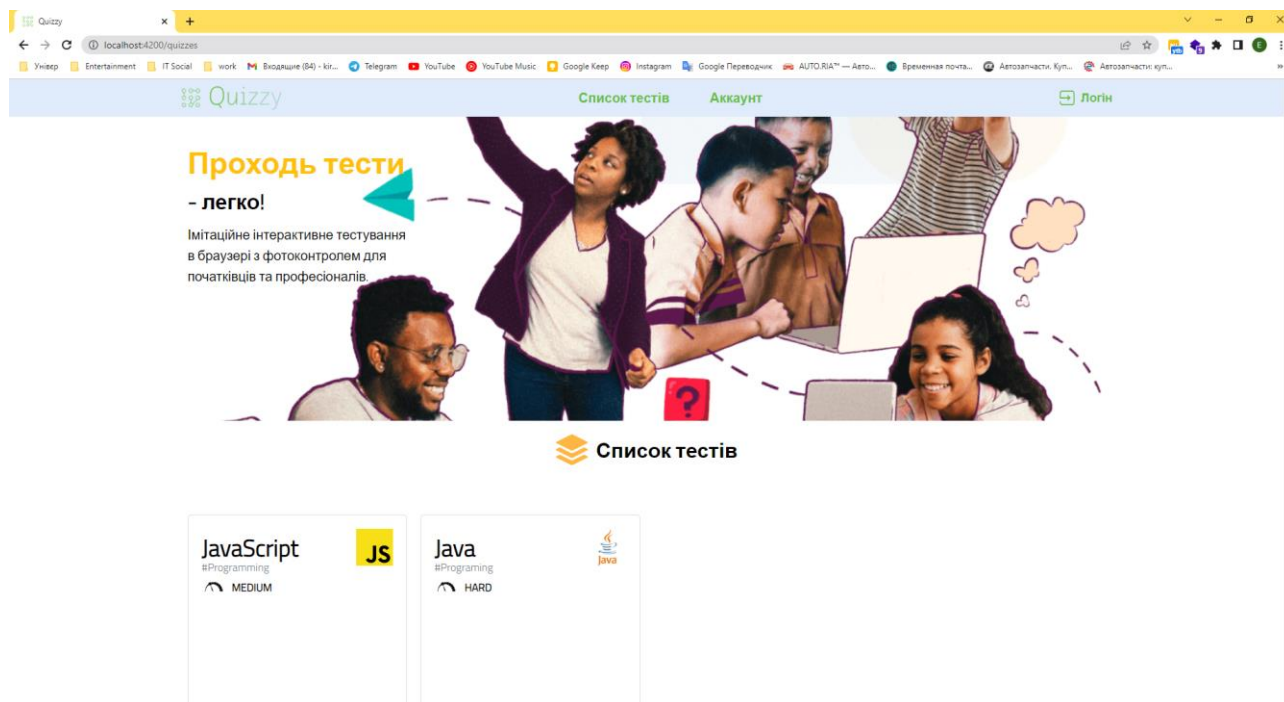 Quizzy
localhost:4200/quizzes
E
Універ Entertainment IT Social work Входящие (84) - kir... Telegram YouTube YouTube Music Google Keep Instagram Google Переводчик AUTO.RIA™ — Авто... Временная почта... Автозапчасти. Куп... Автозапчасти: куп... »
Quizzy Список тестів Аккаунт Логін
Проходь тести
- легко!
Імітаційне інтерактивне тестування
в браузері з фотоконтролем для
початківців та професіоналів.
?
Список тестів
JavaScript JS
#Programming
MEDIUM
Java Java
#Programing
HARD